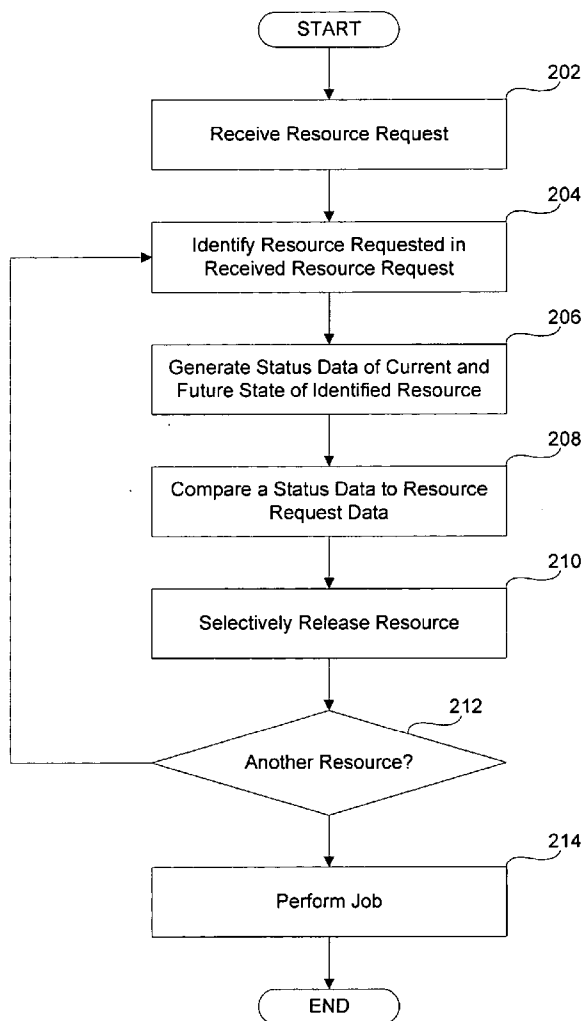 START
202
Receive Resource Request
204
Identify Resource Requested in
Received Resource Request
206
Generate Status Data of Current and
Future State of Identified Resource
208
Compare a Status Data to Resource
Request Data
210
Selectively Release Resource
212
Another Resource?
214
Perform Job
END